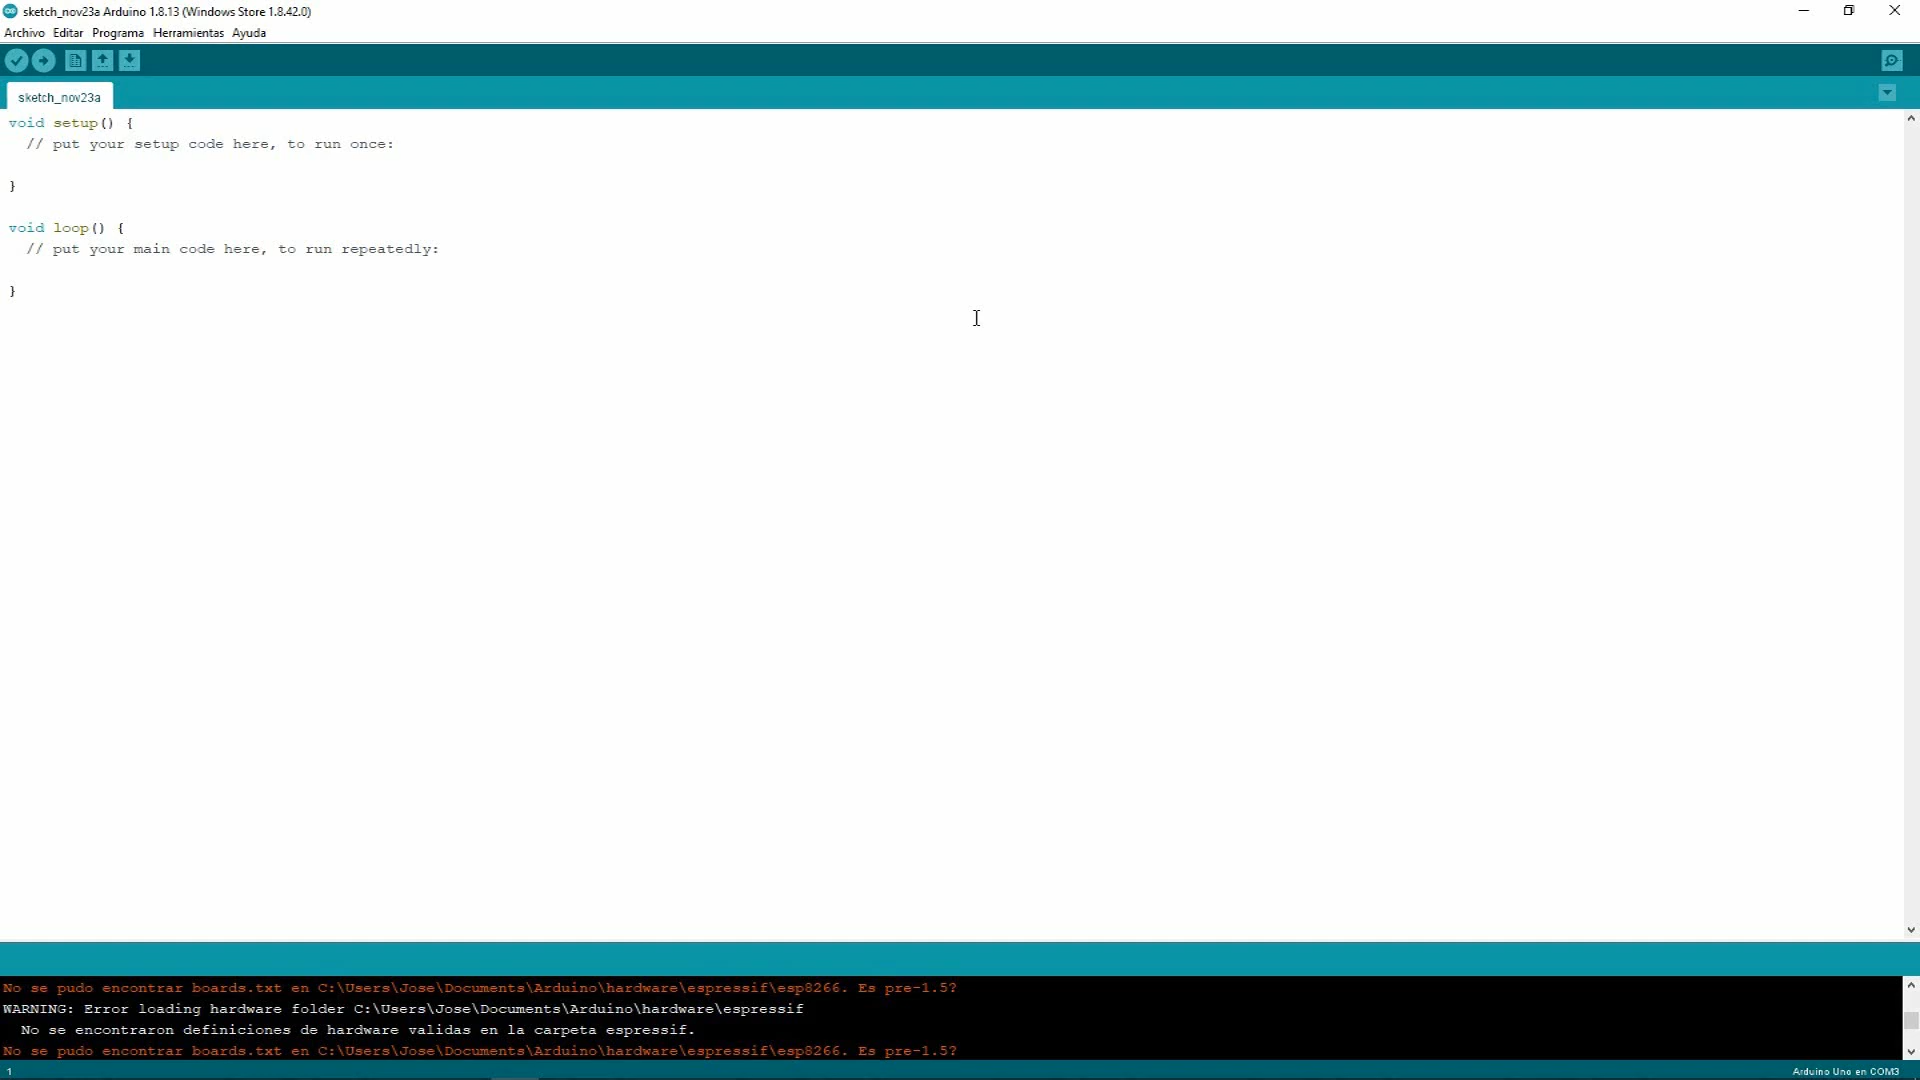 sketch_nov23a Arduino 1.8.13 (Windows Store 1.8.42.0)
Archivo Editar Programa Herramientas Ayuda
sketch_nov23a
void setup() {
  // put your setup code here, to run once:
}
void loop() {
  // put your main code here, to run repeatedly:
}
No se pudo encontrar boards.txt en C:\Users\Jose\Documents\Arduino\hardware\espressif\esp8266. Es pre-1.5?
WARNING: Error loading hardware folder C:\Users\Jose\Documents\Arduino\hardware\espressif
  No se encontraron definiciones de hardware validas en la carpeta espressif.
No se pudo encontrar boards.txt en C:\Users\Jose\Documents\Arduino\hardware\espressif\esp8266. Es pre-1.5?
1 Arduino Uno en COM3